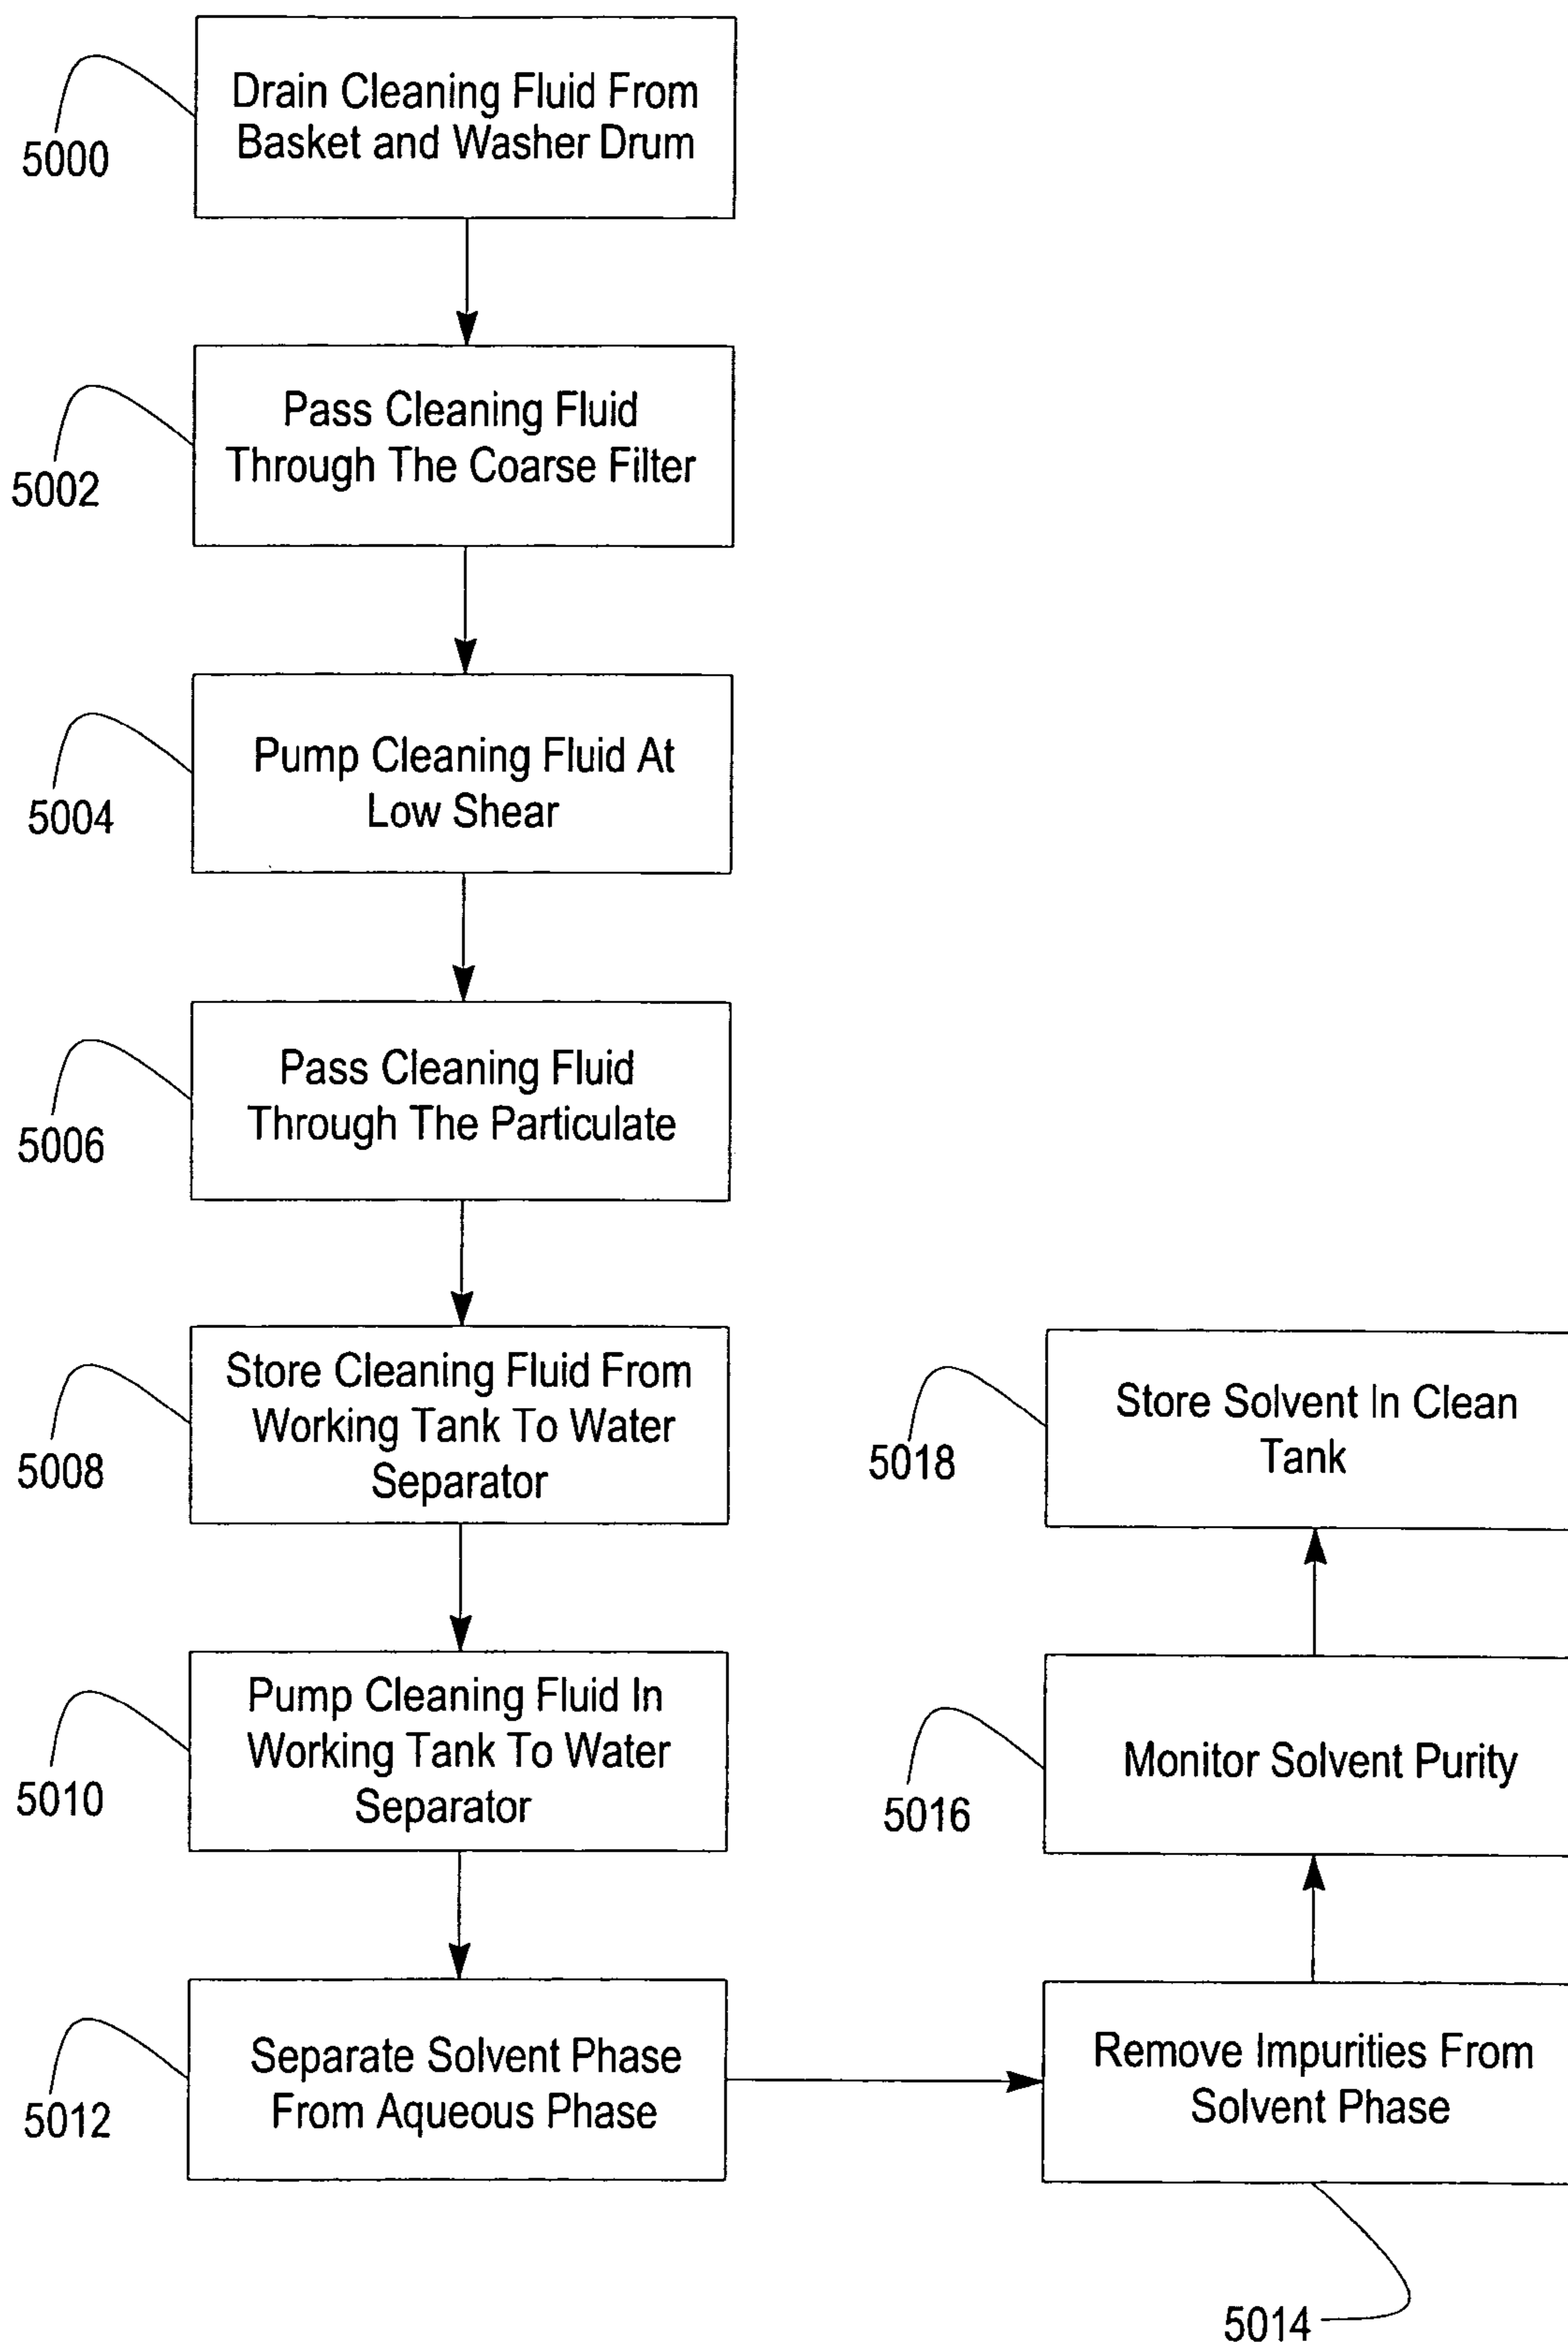 Drain Cleaning Fluid From
Basket and Washer Drum
5000
Pass Cleaning Fluid
Through The Coarse Filter
5002
Pump Cleaning Fluid At
Low Shear
5004
Pass Cleaning Fluid
Through The Particulate
5006
Store Cleaning Fluid From
Working Tank To Water
Separator
5008
Pump Cleaning Fluid In
Working Tank To Water
Separator
5010
Separate Solvent Phase
From Aqueous Phase
5012
Remove Impurities From
Solvent Phase
5014
Monitor Solvent Purity
5016
Store Solvent In Clean
Tank
5018